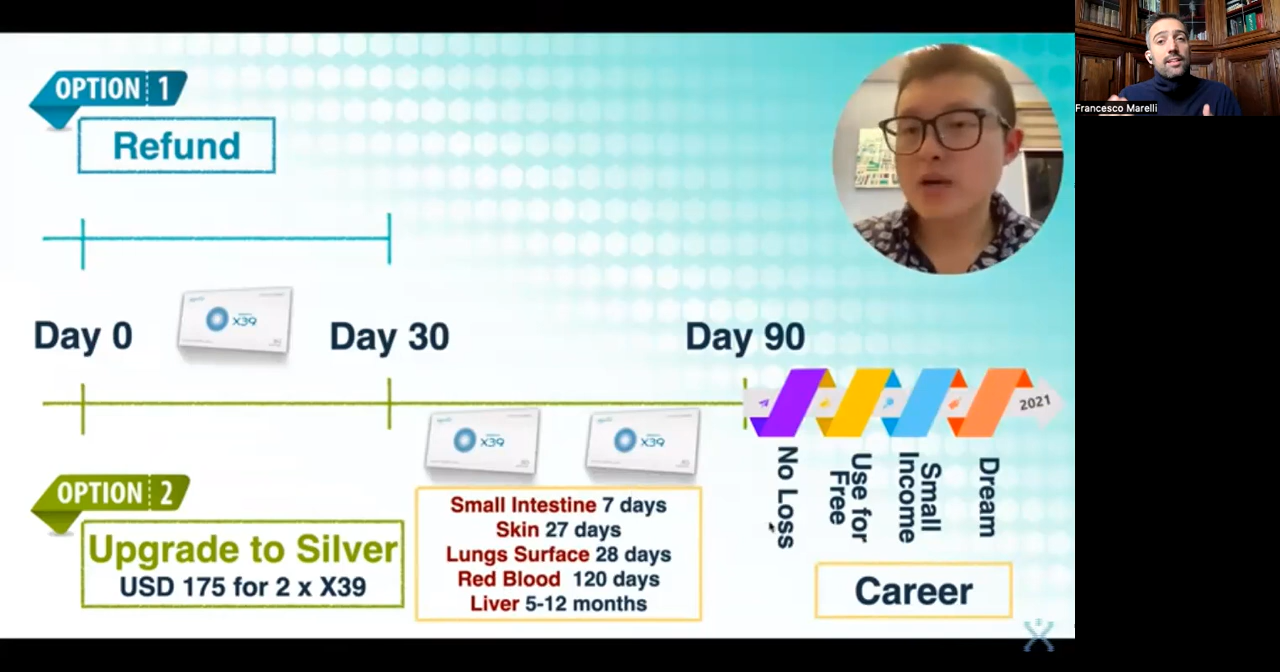 OPTION 1
Refund
Francesco Marelli
X39
Day 0
Day 30
Day 90
2021
X39
X39
OPTION 2
Upgrade to Silver
USD 175 for 2 x X39
Small Intestine 7 days
Skin 27 days
Lungs Surface 28 days
Red Blood 120 days
Liver 5-12 months
No Loss
Use for
Free
Small
Income
Dream
Career